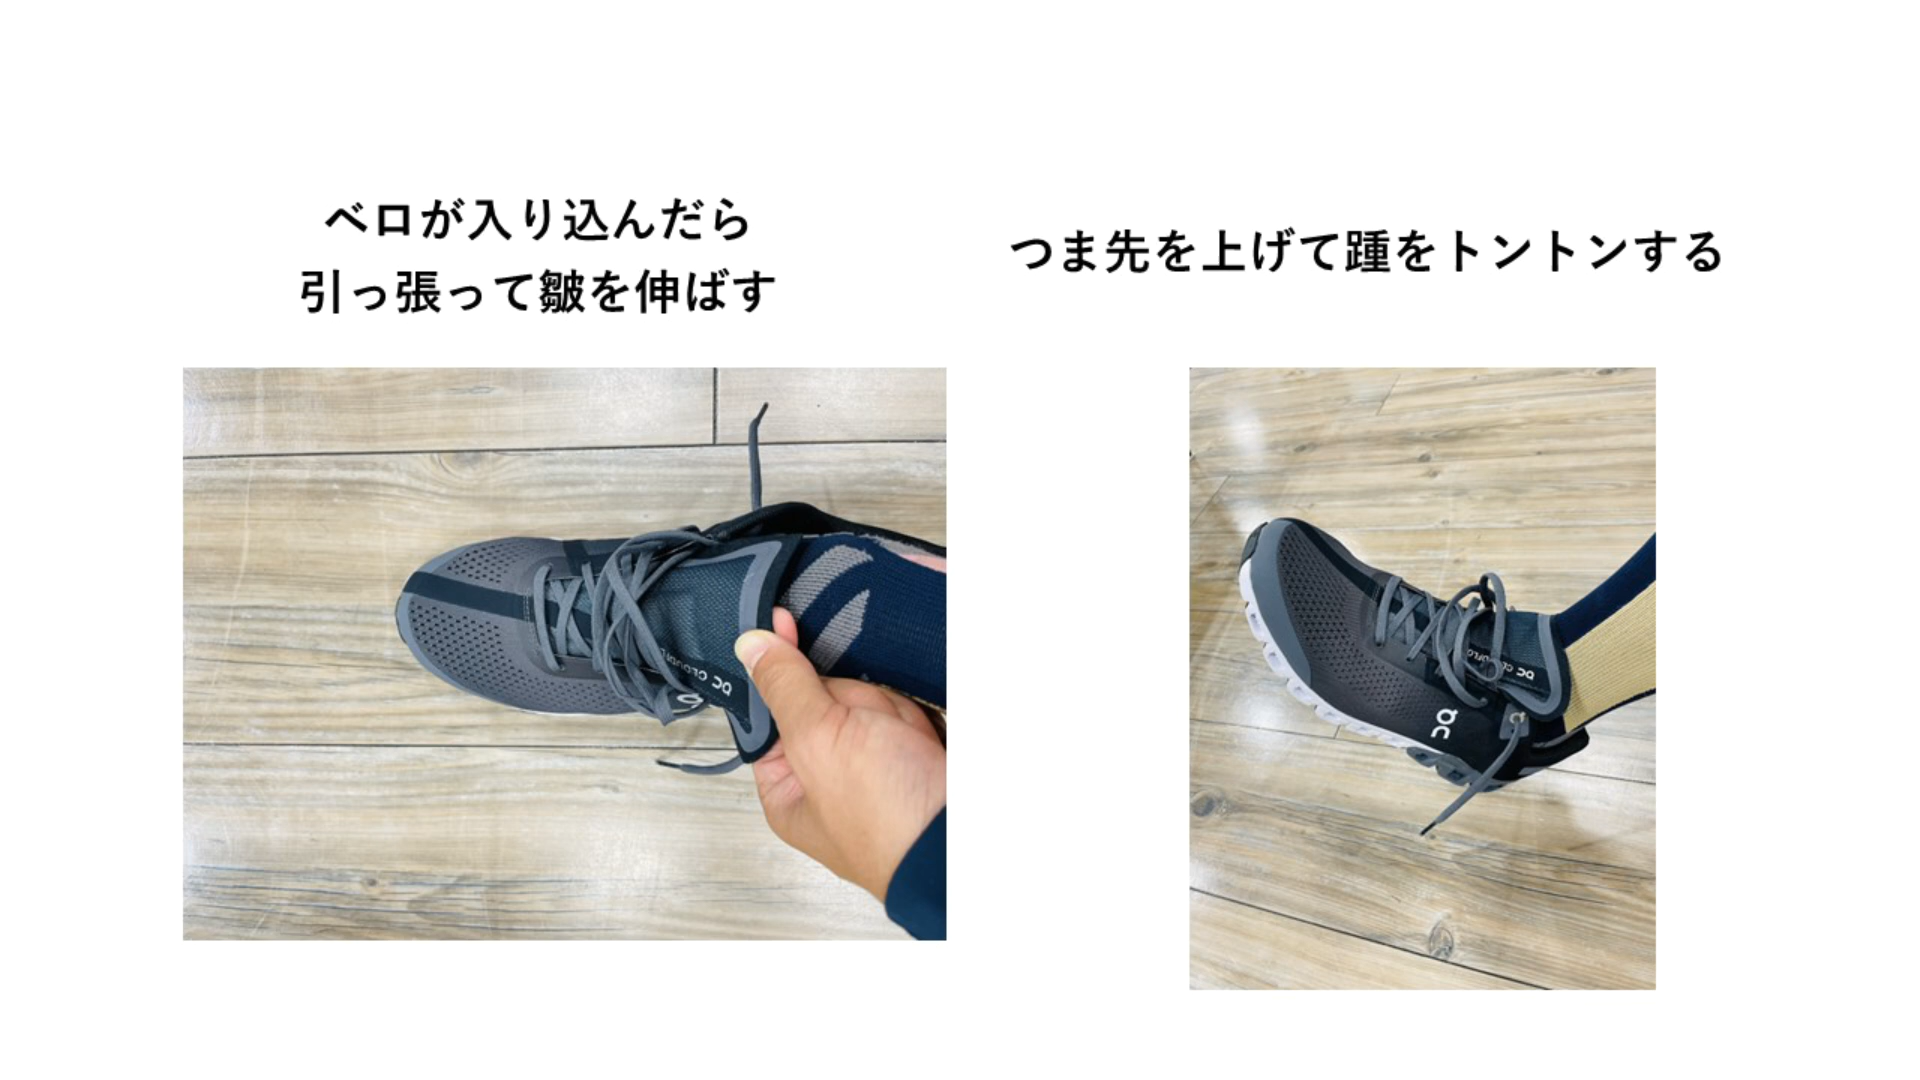 ベロが入り込んだら
引っ張って皺を伸ばす
つま先を上げて踵をトントンする